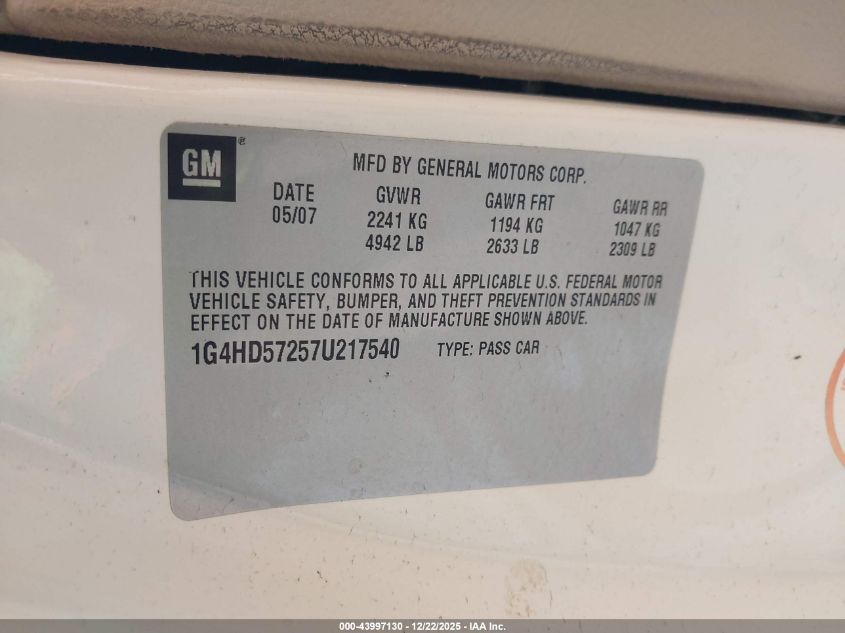 GM®
MFD BY GENERAL MOTORS CORP.
DATE GVWR GAWR FRT GAWR RR
05/07 2241 KG 1194 KG 1047 KG
4942 LB 2633 LB 2309 LB
THIS VEHICLE CONFORMS TO ALL APPLICABLE U.S. FEDERAL MOTOR
VEHICLE SAFETY, BUMPER, AND THEFT PREVENTION STANDARDS IN
EFFECT ON THE DATE OF MANUFACTURE SHOWN ABOVE.
1G4HD57257U217540 TYPE: PASS CAR
000-43997130 - 12/22/2025 - IAA Inc.